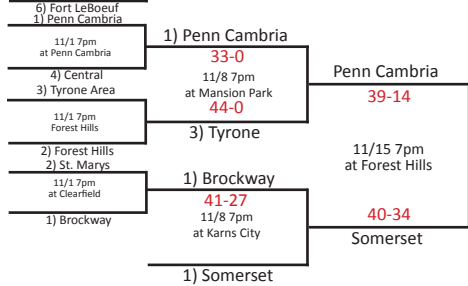 6) Fort LeBoeuf
1) Penn Cambria
11/1 7pm
at Penn Cambria
4) Central
3) Tyrone Area
11/1 7pm
Forest Hills
2) Forest Hills
2) St. Marys
11/1 7pm
at Clearfield
1) Brockway
1) Penn Cambria
33-0
11/8 7pm
at Mansion Park
44-0
3) Tyrone
1) Brockway
41-27
11/8 7pm
at Karns City
1) Somerset
Penn Cambria
39-14
11/15 7pm
at Forest Hills
40-34
Somerset